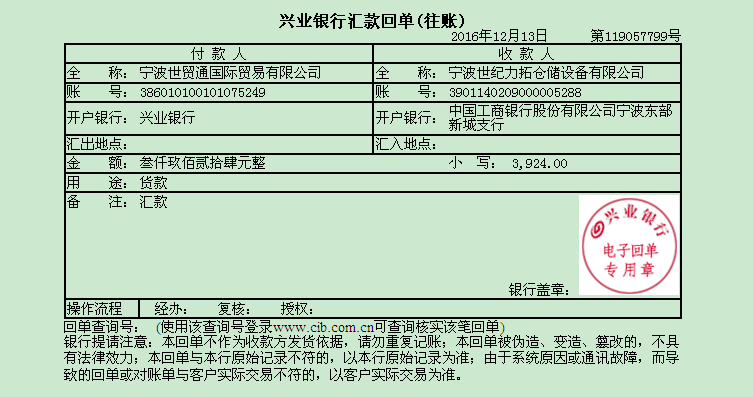 兴业银行汇款回单(往账)
2016年12月13日 第119057799号
付 款 人 收 款 人
全 称: 宁波世贸通国际贸易有限公司 全 称: 宁波世纪力拓仓储设备有限公司
账 号: 386010100101075249 账 号: 3901140209000005288
开户银行: 兴业银行 开户银行: 中国工商银行股份有限公司宁波东部
新城支行
汇出地点: 汇入地点:
金 额: 叁仟玖佰贰拾肆元整 小 写: 3,924.00
用 途: 货款
备 注: 汇款
兴业银行
电子回单
专用章
银行盖章:
操作流程 经办: 复核: 授权:
回单查询号: (使用该查询号登录www.cib.com.cn可查询核实该笔回单)
银行提请注意: 本回单不作为收款方发货依据, 请勿重复记账; 本回单被伪造、变造、篡改的, 不具
有法律效力; 本回单与本行原始记录不符的, 以本行原始记录为准; 由于系统原因或通讯故障, 而导
致的回单或对账单与客户实际交易不符的, 以客户实际交易为准。